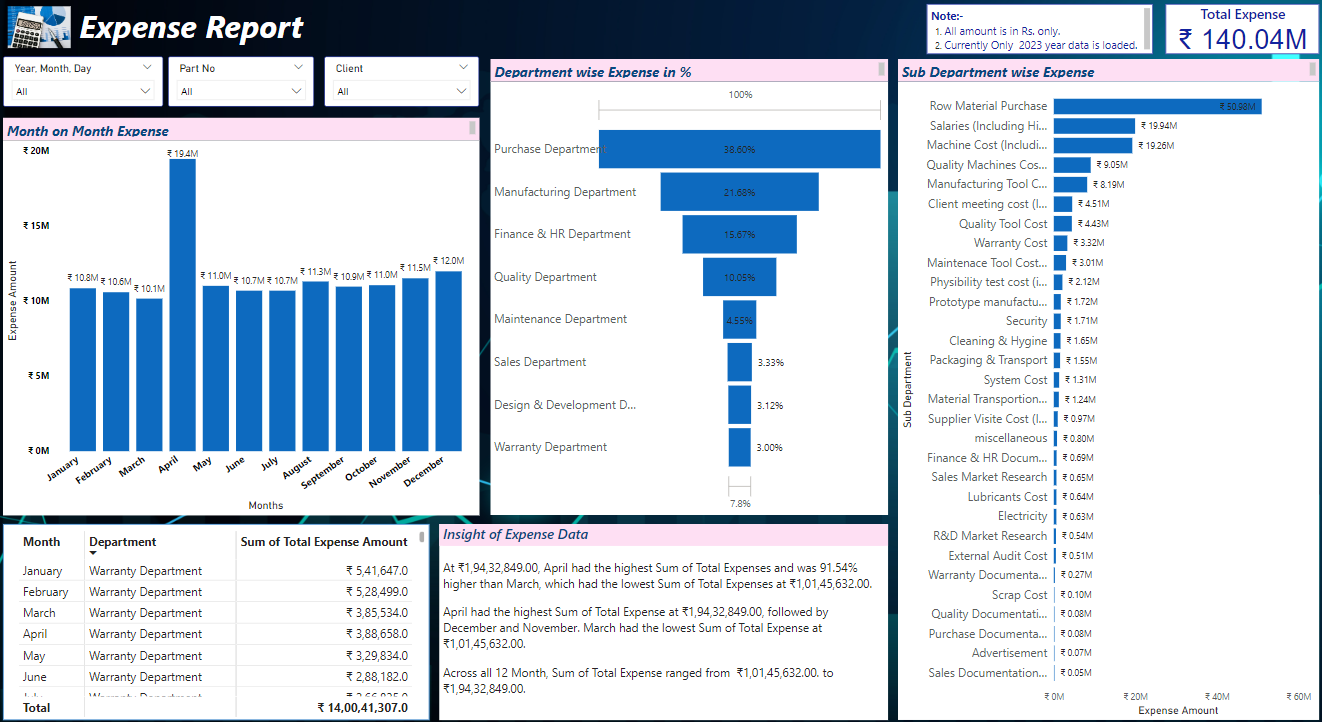 Expense Report
Note:-
1. All amount is in Rs. only.
2. Currently Only 2023 year data is loaded.
Total Expense
₹ 140.04M
Year, Month, Day
All
Part No
All
Client
All
Month on Month Expense
₹ 20M
₹ 15M
₹ 10M
₹ 5M
₹ 0M
Expense Amount
₹ 10.8M
₹ 10.6M
₹ 10.1M
₹ 19.4M
₹ 11.0M
₹ 10.7M
₹ 10.7M
₹ 11.3M
₹ 10.9M
₹ 11.0M
₹ 11.5M
₹ 12.0M
January
February
March
April
May
June
July
August
September
October
November
December
Months
Department wise Expense in %
100%
Purchase Department 38.60%
Manufacturing Department 21.68%
Finance & HR Department 15.67%
Quality Department 10.05%
Maintenance Department 4.55%
Sales Department 3.33%
Design & Development D... 3.12%
Warranty Department 3.00%
7.8%
Sub Department wise Expense
Sub Department
Row Material Purchase ₹ 50.98M
Salaries (Including Hi... ₹ 19.94M
Machine Cost (Includi... ₹ 19.26M
Quality Machines Cos... ₹ 9.05M
Manufacturing Tool C... ₹ 8.19M
Client meeting cost (I... ₹ 4.51M
Quality Tool Cost ₹ 4.43M
Warranty Cost ₹ 3.32M
Maintenace Tool Cost... ₹ 3.01M
Physibility test cost (i... ₹ 2.12M
Prototype manufactu... ₹ 1.72M
Security ₹ 1.71M
Cleaning & Hygine ₹ 1.65M
Packaging & Transport ₹ 1.55M
System Cost ₹ 1.31M
Material Transportion... ₹ 1.24M
Supplier Visite Cost (I... ₹ 0.97M
miscellaneous ₹ 0.80M
Finance & HR Docum... ₹ 0.69M
Sales Market Research ₹ 0.65M
Lubricants Cost ₹ 0.64M
Electricity ₹ 0.63M
R&D Market Research ₹ 0.54M
External Audit Cost ₹ 0.51M
Warranty Documenta... ₹ 0.27M
Scrap Cost ₹ 0.10M
Quality Documentati... ₹ 0.08M
Purchase Documenta... ₹ 0.08M
Advertisement ₹ 0.07M
Sales Documentation... ₹ 0.05M
₹ 0M ₹ 20M ₹ 40M ₹ 60M
Expense Amount
Month Department Sum of Total Expense Amount
January Warranty Department ₹ 5,41,647.0
February Warranty Department ₹ 5,28,499.0
March Warranty Department ₹ 3,85,534.0
April Warranty Department ₹ 3,88,658.0
May Warranty Department ₹ 3,29,834.0
June Warranty Department ₹ 2,88,182.0
Total ₹ 14,00,41,307.0
Insight of Expense Data
At ₹1,94,32,849.00, April had the highest Sum of Total Expenses and was 91.54%
higher than March, which had the lowest Sum of Total Expenses at ₹1,01,45,632.00.
April had the highest Sum of Total Expense at ₹1,94,32,849.00, followed by
December and November. March had the lowest Sum of Total Expense at
₹1,01,45,632.00.
Across all 12 Month, Sum of Total Expense ranged from ₹1,01,45,632.00. to
₹1,94,32,849.00.